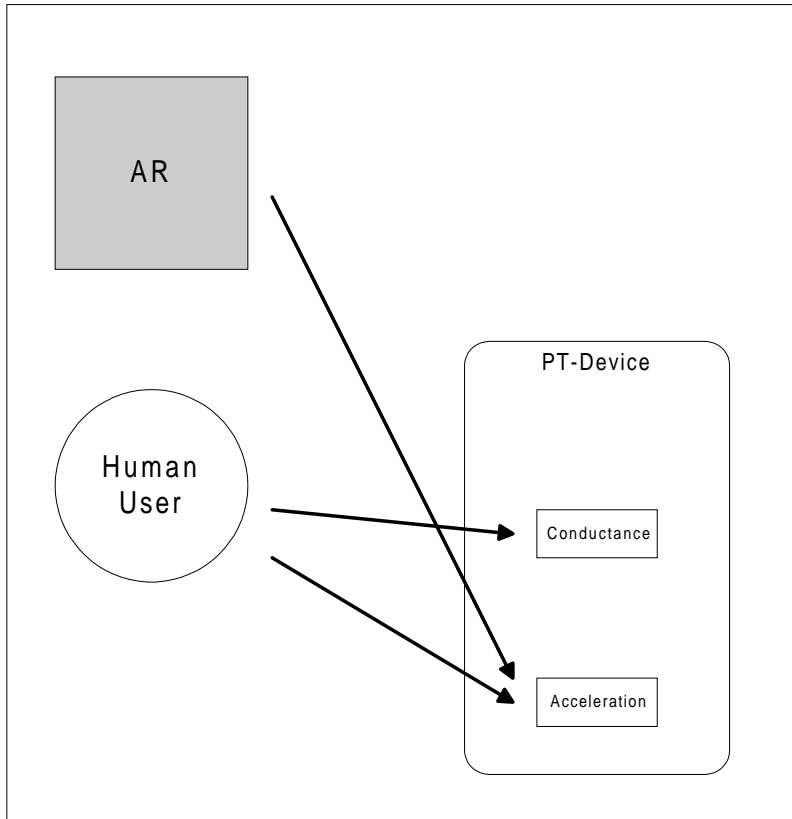 AR
PT-Device
Human
User
Conductance
Acceleration